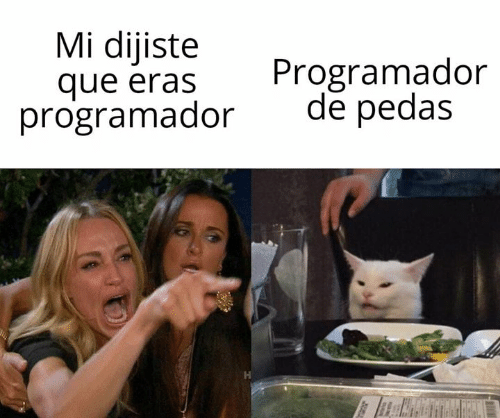 Mi dijiste
que eras
programador
Programador
de pedas